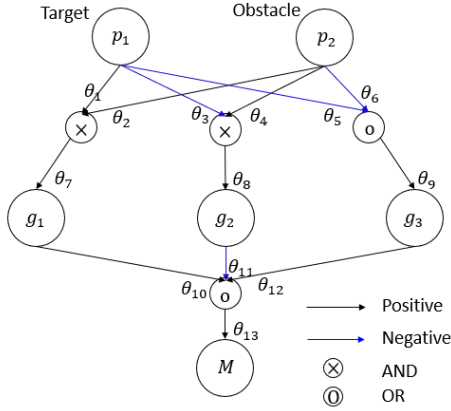 Target Obstacle
p₁ p₂
θ₁ θ₂ θ₃ θ₄ θ₅ θ₆
× × o
θ₇ θ₈ θ₉
g₁ g₂ g₃
θ₁₀ θ₁₁ θ₁₂
o
θ₁₃
M
Positive
Negative
× AND
O OR